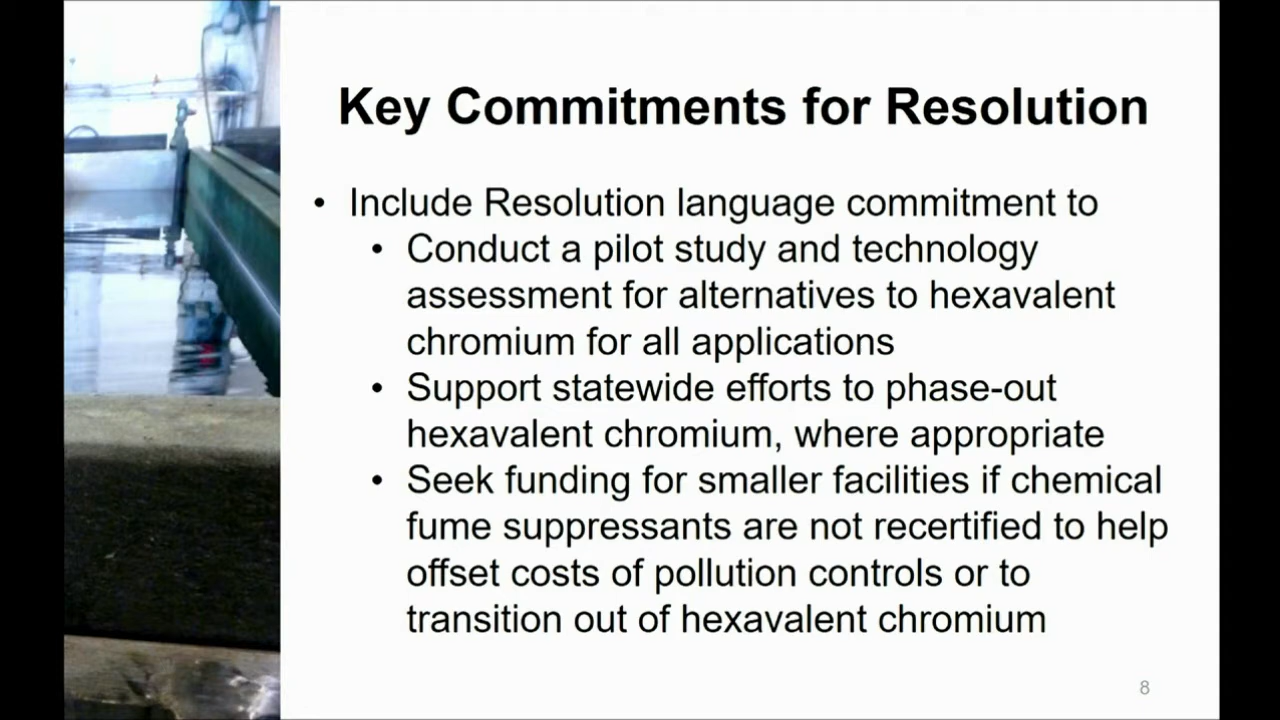 Key Commitments for Resolution
• Include Resolution language commitment to
• Conduct a pilot study and technology
assessment for alternatives to hexavalent
chromium for all applications
• Support statewide efforts to phase-out
hexavalent chromium, where appropriate
• Seek funding for smaller facilities if chemical
fume suppressants are not recertified to help
offset costs of pollution controls or to
transition out of hexavalent chromium
8